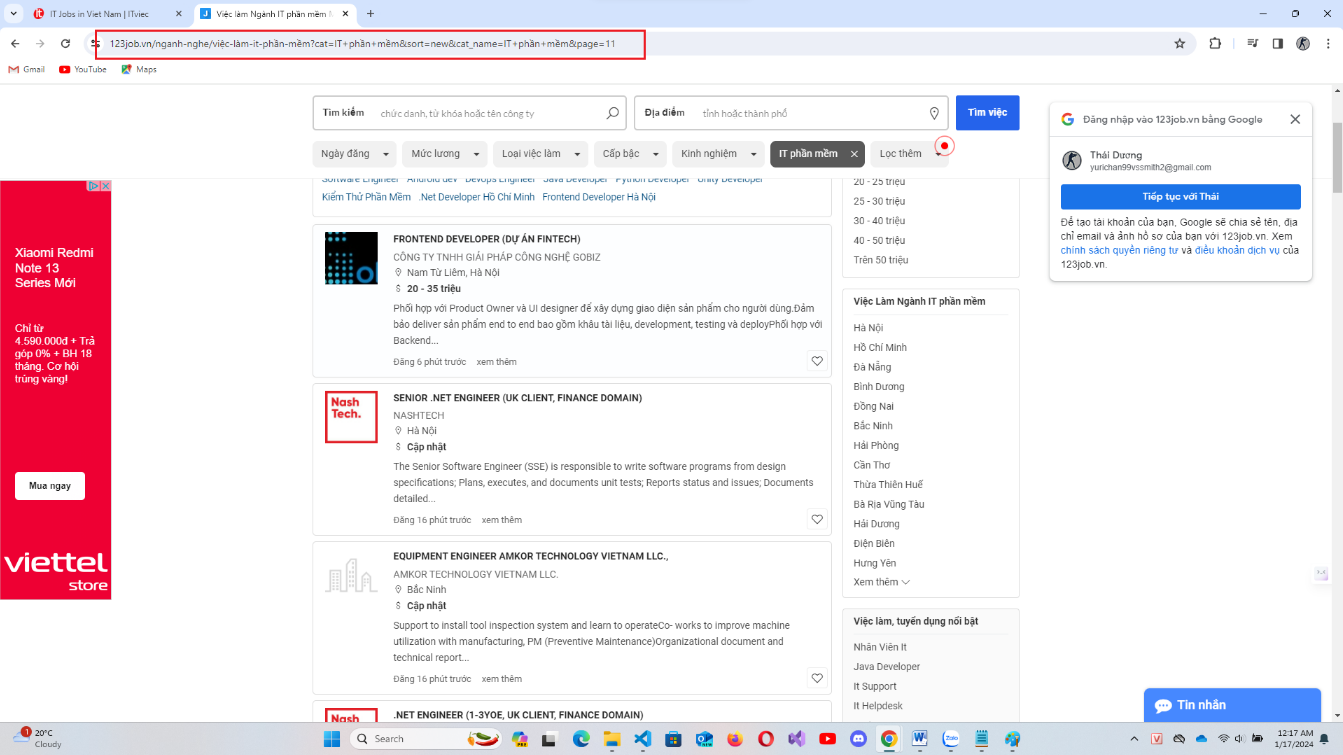 IT Jobs in Viet Nam | ITviec
Việc làm Ngành IT phần mềm M
123job.vn/nganh-nghe/việc-làm-it-phần-mềm?cat=IT+phần+mềm&sort=new&cat_name=IT+phần+mềm&page=11
Gmail YouTube Maps
Tìm kiếm chức danh, từ khóa hoặc tên công ty Địa điểm tỉnh hoặc thành phố Tìm việc
Ngày đăng Mức lương Loại việc làm Cấp bậc Kinh nghiệm IT phần mềm Lọc thêm
Software Engineer Android dev Devops Engineer Java Developer Python Developer Unity Developer
Kiểm Thử Phần Mềm .Net Developer Hồ Chí Minh Frontend Developer Hà Nội
FRONTEND DEVELOPER (DỰ ÁN FINTECH)
CÔNG TY TNHH GIẢI PHÁP CÔNG NGHỆ GOBIZ
Nam Từ Liêm, Hà Nội
20 - 35 triệu
Phối hợp với Product Owner và UI designer để xây dựng giao diện sản phẩm cho người dùng.Đảm
bảo deliver sản phẩm end to end bao gồm khâu tài liệu, development, testing và deployPhối hợp với
Backend...
Đăng 6 phút trước xem thêm
Nash
Tech.
SENIOR .NET ENGINEER (UK CLIENT, FINANCE DOMAIN)
NASHTECH
Hà Nội
Cập nhật
The Senior Software Engineer (SSE) is responsible to write software programs from design
specifications; Plans, executes, and documents unit tests; Reports status and issues; Documents
detailed...
Đăng 16 phút trước xem thêm
EQUIPMENT ENGINEER AMKOR TECHNOLOGY VIETNAM LLC.,
AMKOR TECHNOLOGY VIETNAM LLC.
Bắc Ninh
Cập nhật
Support to install tool inspection system and learn to operateCo- works to improve machine
utilization with manufacturing, PM (Preventive Maintenance)Organizational document and
technical report...
Đăng 16 phút trước xem thêm
Nash
.NET ENGINEER (1-3YOE, UK CLIENT, FINANCE DOMAIN)
20 - 25 triệu
25 - 30 triệu
30 - 40 triệu
40 - 50 triệu
Trên 50 triệu
Việc Làm Ngành IT phần mềm
Hà Nội
Hồ Chí Minh
Đà Nẵng
Bình Dương
Đồng Nai
Bắc Ninh
Hải Phòng
Cần Thơ
Thừa Thiên Huế
Bà Rịa Vũng Tàu
Hải Dương
Điện Biên
Hưng Yên
Xem thêm
Việc làm, tuyển dụng nổi bật
Nhân Viên It
Java Developer
It Support
It Helpdesk
Đăng nhập vào 123job.vn bằng Google
Thái Dương
yurichan99vssmith2@gmail.com
Tiếp tục với Thái
Để tạo tài khoản của bạn, Google sẽ chia sẻ tên, địa
chỉ email và ảnh hồ sơ của bạn với 123job.vn. Xem
chính sách quyền riêng tư và điều khoản dịch vụ của
123job.vn.
Xiaomi Redmi
Note 13
Series Mới
Chỉ từ
4.590.000đ + Trả
góp 0% + BH 18
tháng. Cơ hội
trúng vàng!
Mua ngay
viettel
store
Tin nhắn
1
20°C
Cloudy
Search
12:17 AM
1/17/2024